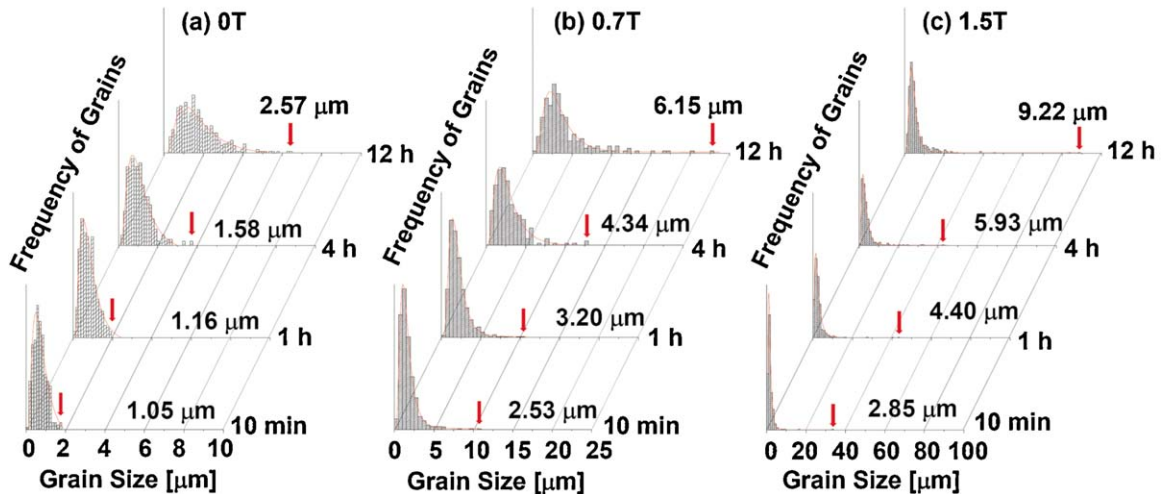 (a) 0T
Frequency of Grains
2.57 μm
12 h
1.58 μm
4 h
1.16 μm
1 h
1.05 μm
10 min
0 2 4 6 8 10
Grain Size [μm]
(b) 0.7T
Frequency of Grains
6.15 μm
12 h
4.34 μm
4 h
3.20 μm
1 h
2.53 μm
10 min
0 5 10 15 20 25
Grain Size [μm]
(c) 1.5T
Frequency of Grains
9.22 μm
12 h
5.93 μm
4 h
4.40 μm
1 h
2.85 μm
10 min
0 20 40 60 80 100
Grain Size [μm]